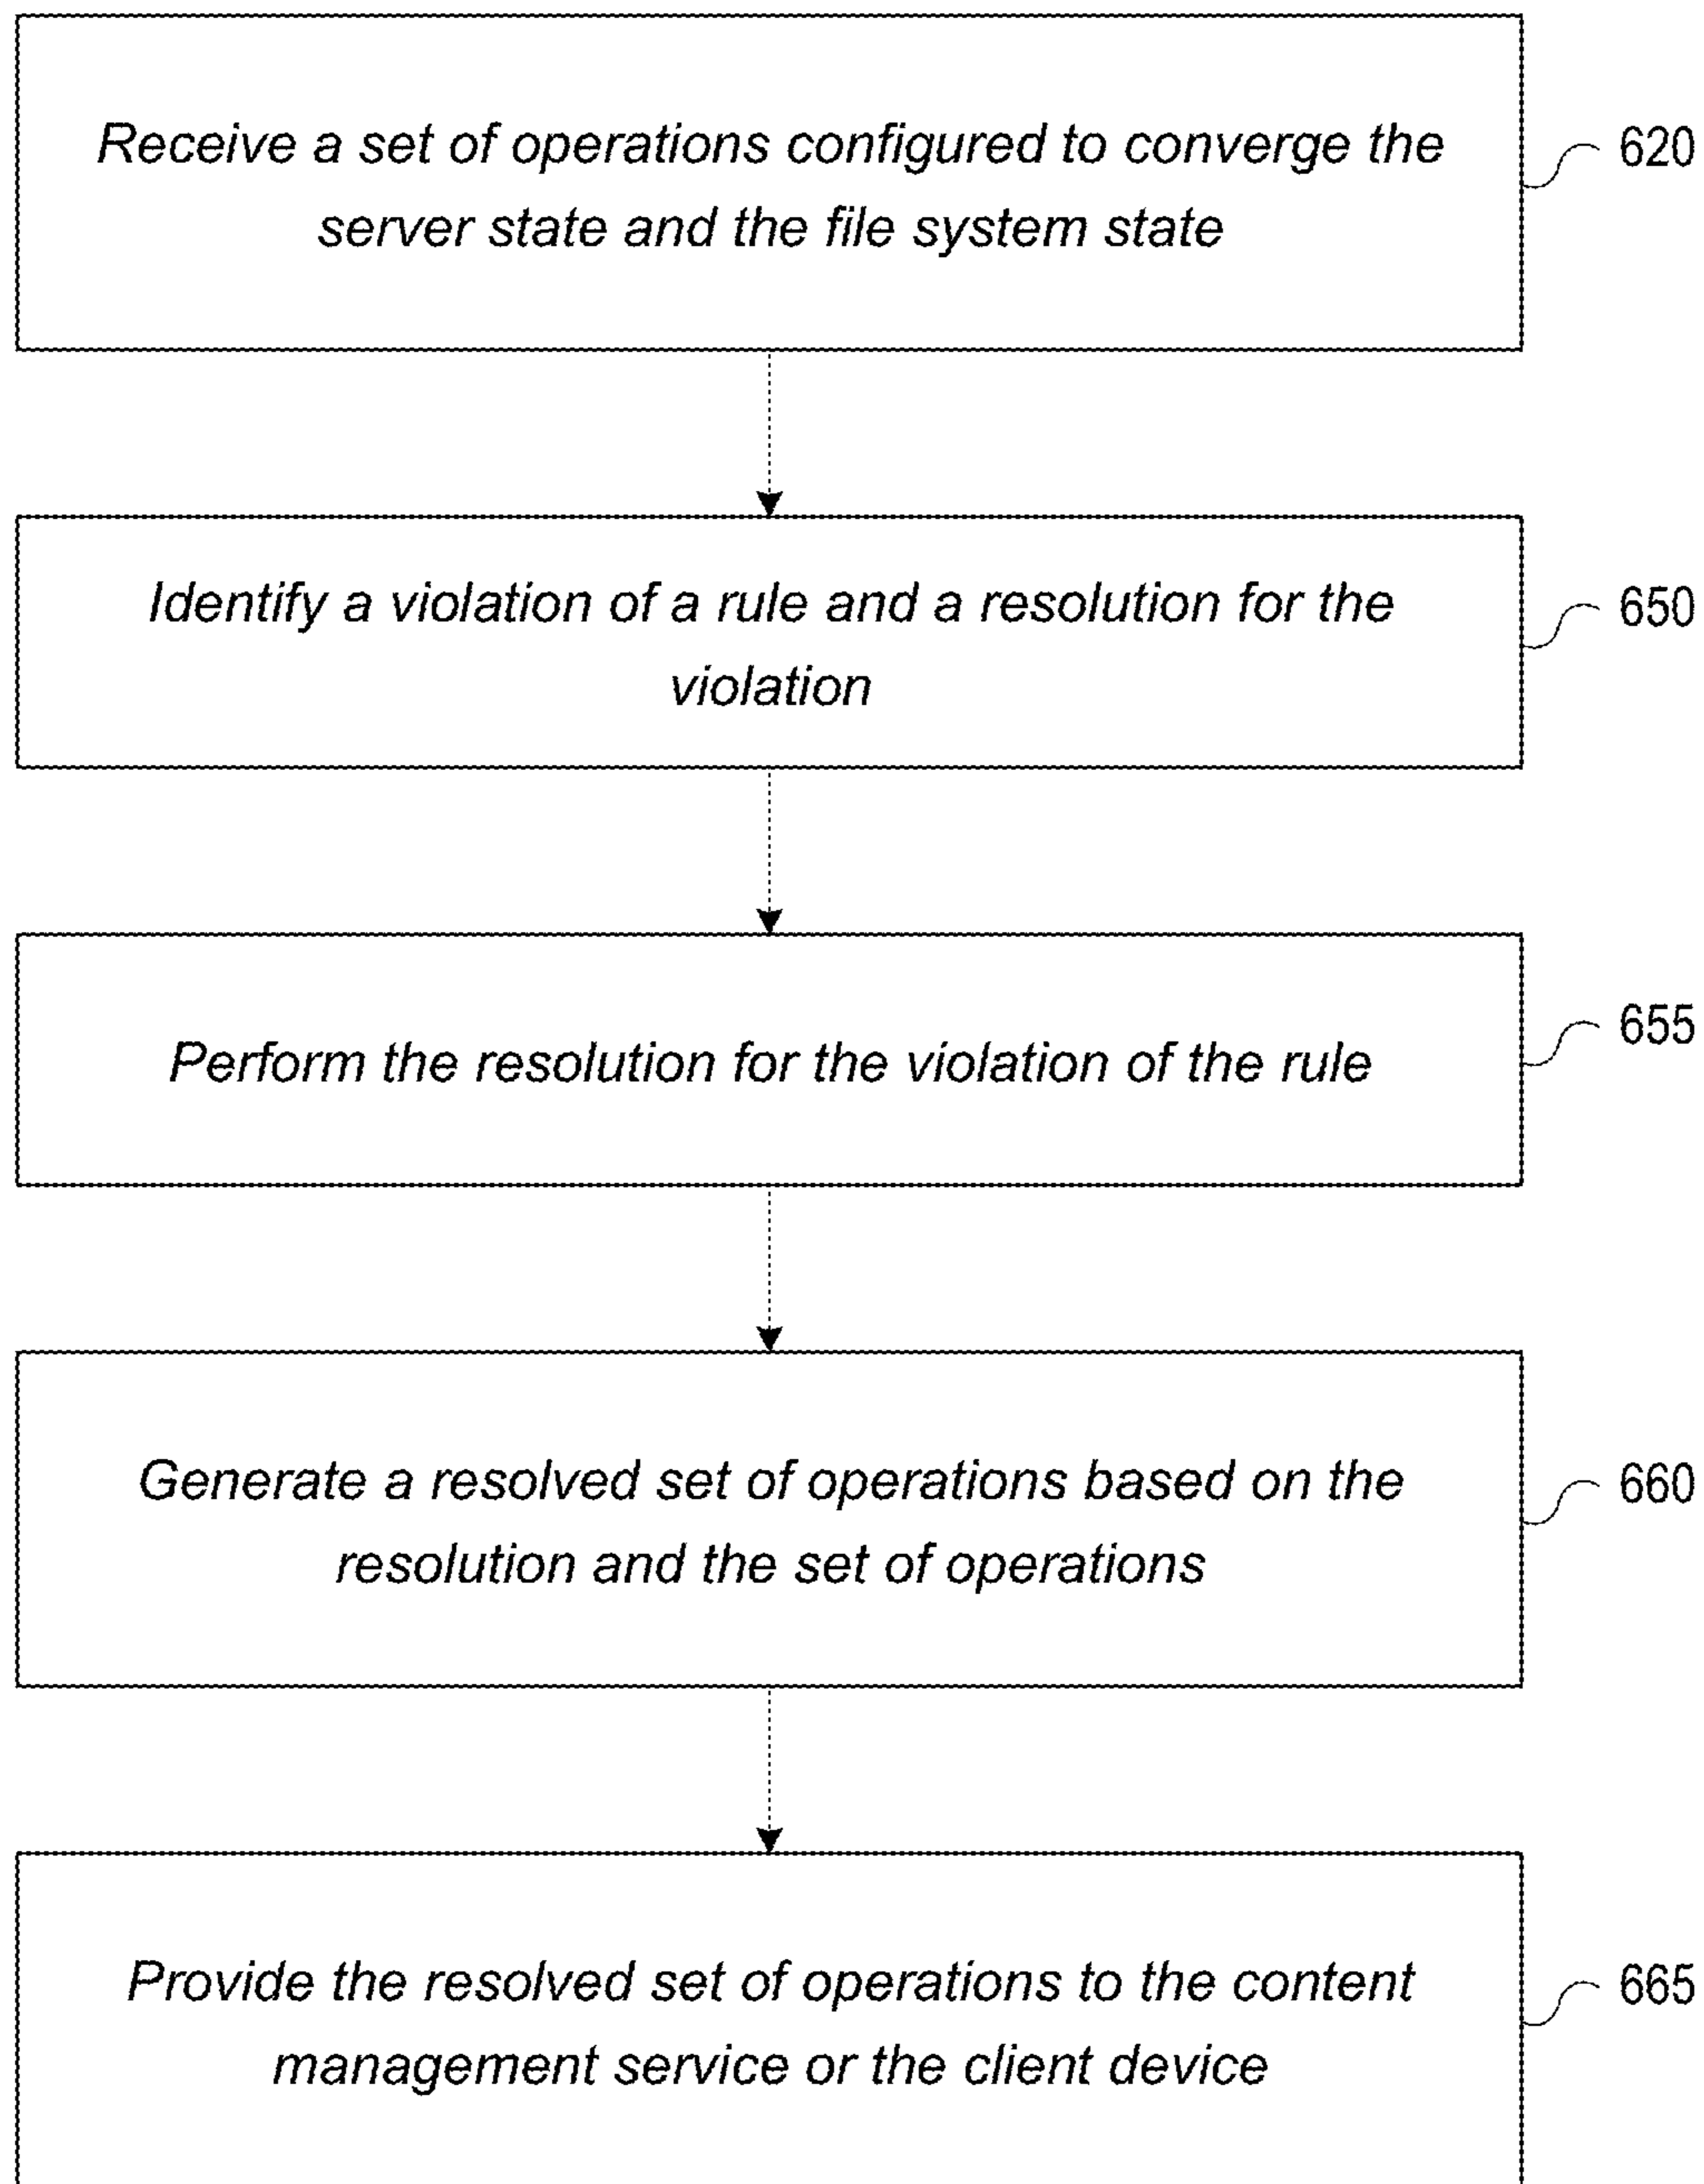 Receive a set of operations configured to converge the
620
server state and the file system state
Identify a violation of a rule and a resolution for the
650
violation
Perform the resolution for the violation of the rule
655
Generate a resolved set of operations based on the
660
resolution and the set of operations
Provide the resolved set of operations to the content
665
management service or the client device